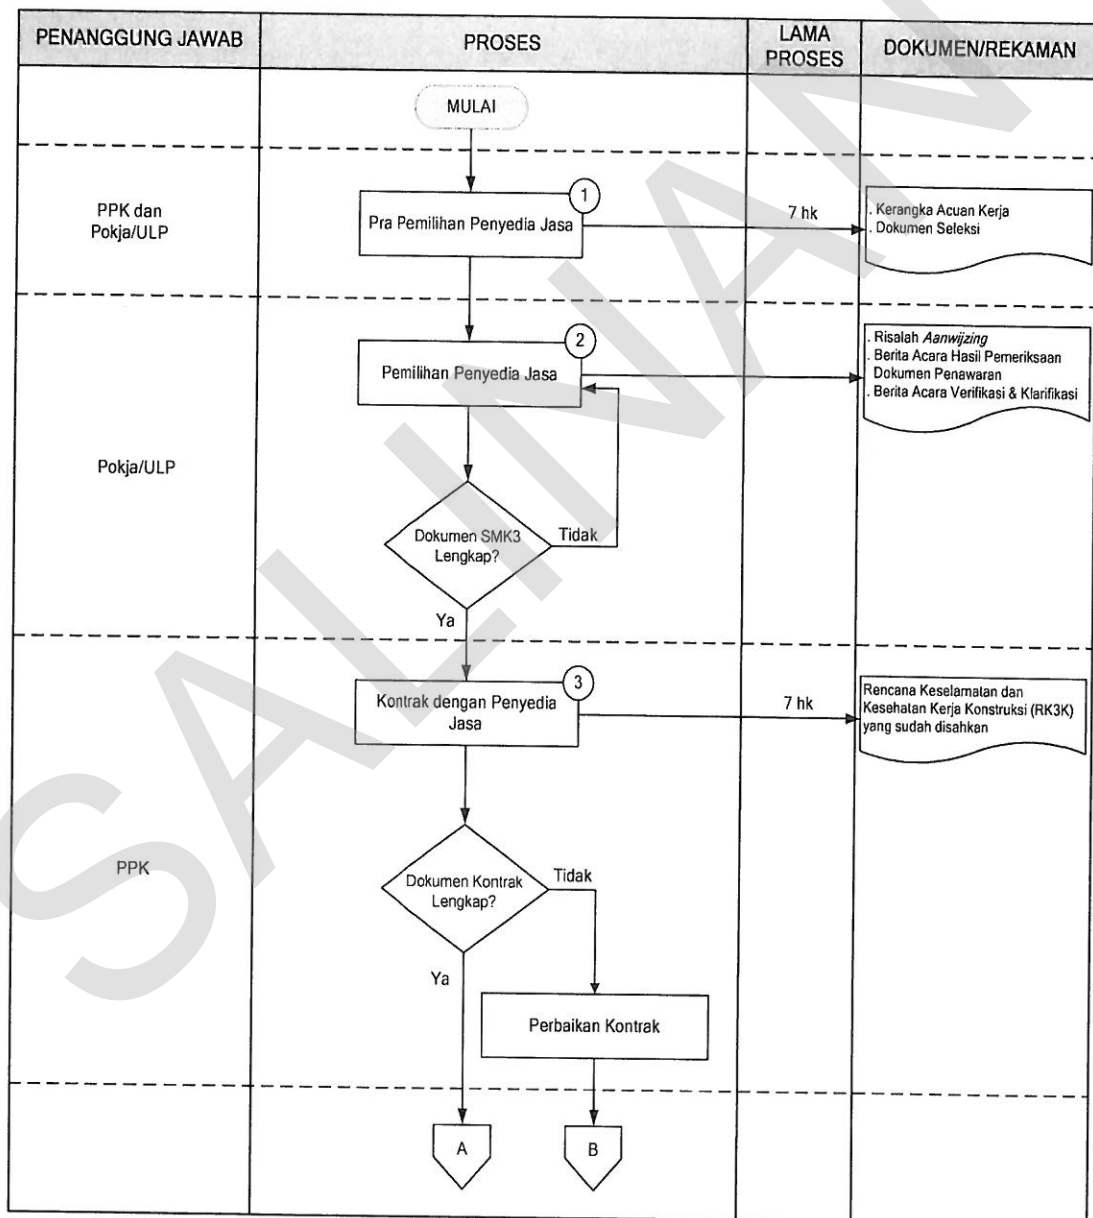 PENANGGUNG JAWAB
PROSES
LAMA
PROSES
DOKUMEN/REKAMAN
MULAI
PPK dan
Pokja/ULP
1
Pra Pemilihan Penyedia Jasa
7 hk
. Kerangka Acuan Kerja
. Dokumen Seleksi
Pokja/ULP
2
Pemilihan Penyedia Jasa
. Risalah Aanwijzing
. Berita Acara Hasil Pemeriksaan
Dokumen Penawaran
. Berita Acara Verifikasi & Klarifikasi
Dokumen SMK3
Lengkap?
Tidak
Ya
PPK
3
Kontrak dengan Penyedia
Jasa
7 hk
Rencana Keselamatan dan
Kesehatan Kerja Konstruksi (RK3K)
yang sudah disahkan
Dokumen Kontrak
Lengkap?
Tidak
Ya
Perbaikan Kontrak
A
B
SALINAN